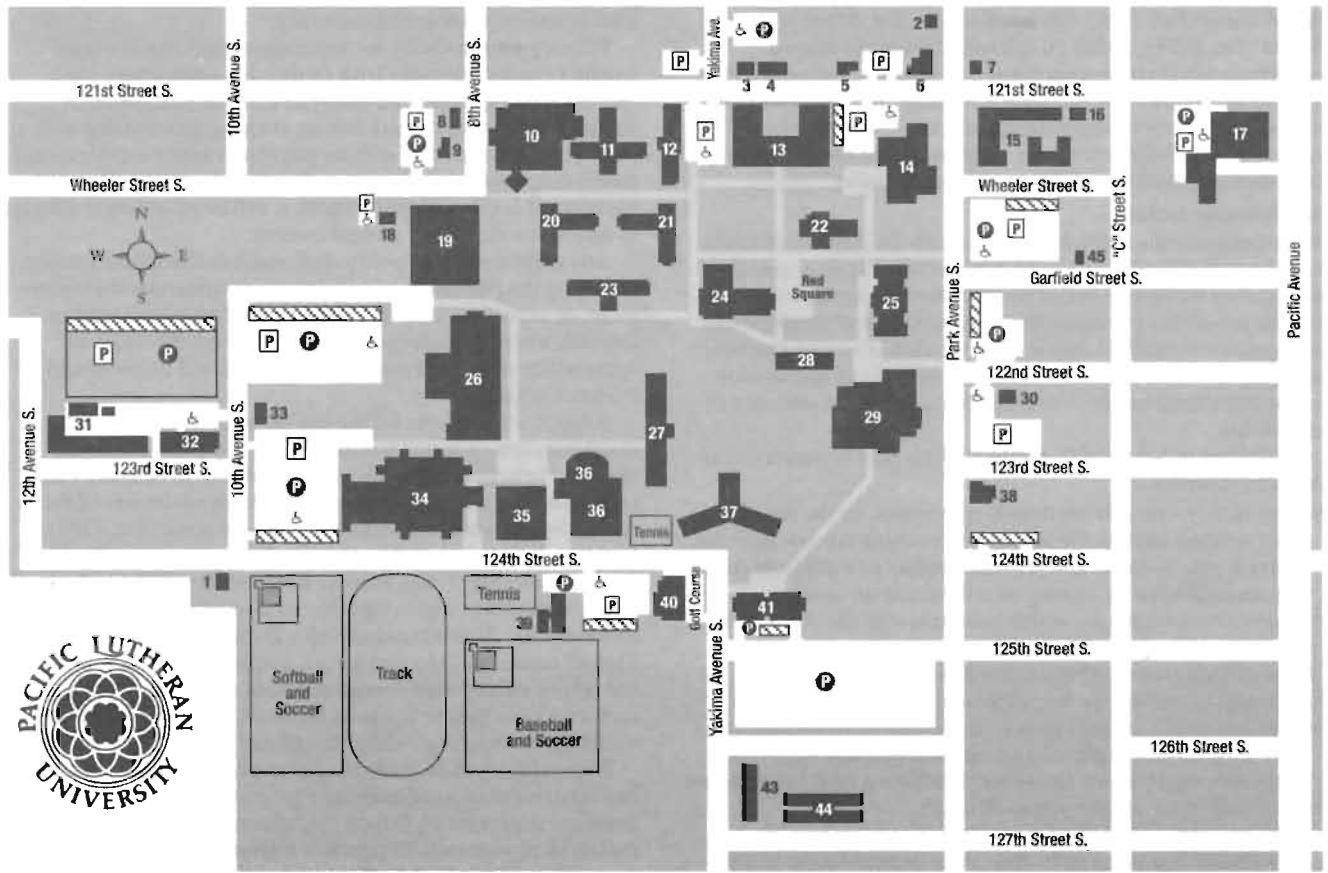 10th Avenue S.
8th Avenue S.
Yakima Ave.
♿ P
2
P
P
3 4 5 6
7
121st Street S.
121st Street S.
P
P
♿
8
9
10
11
12
P
♿
13
P
♿
14
15
16
P
P
♿
17
Wheeler Street S.
Wheeler Street S.
P
♿
18
19
20
21
22
P
P
♿
45
"C" Street S.
Garfield Street S.
N
W E
S
23
24
Red
Square
25
Park Avenue S.
Pacific Avenue
P
P
P
P
♿
26
28
P
♿
122nd Street S.
12th Avenue S.
31
♿
32
10th Avenue S.
33
27
29
♿
30
P
123rd Street S.
123rd Street S.
P
P
♿
34
35
36
36
37
Tennis
38
124th Street S.
124th Street S.
1
Tennis
P
♿
P
39
40
Golf Course
41
P
125th Street S.
PACIFIC LUTHERAN
UNIVERSITY
Softball
and
Soccer
Track
Baseball
and Soccer
Yakima Avenue S.
P
126th Street S.
43
44
127th Street S.